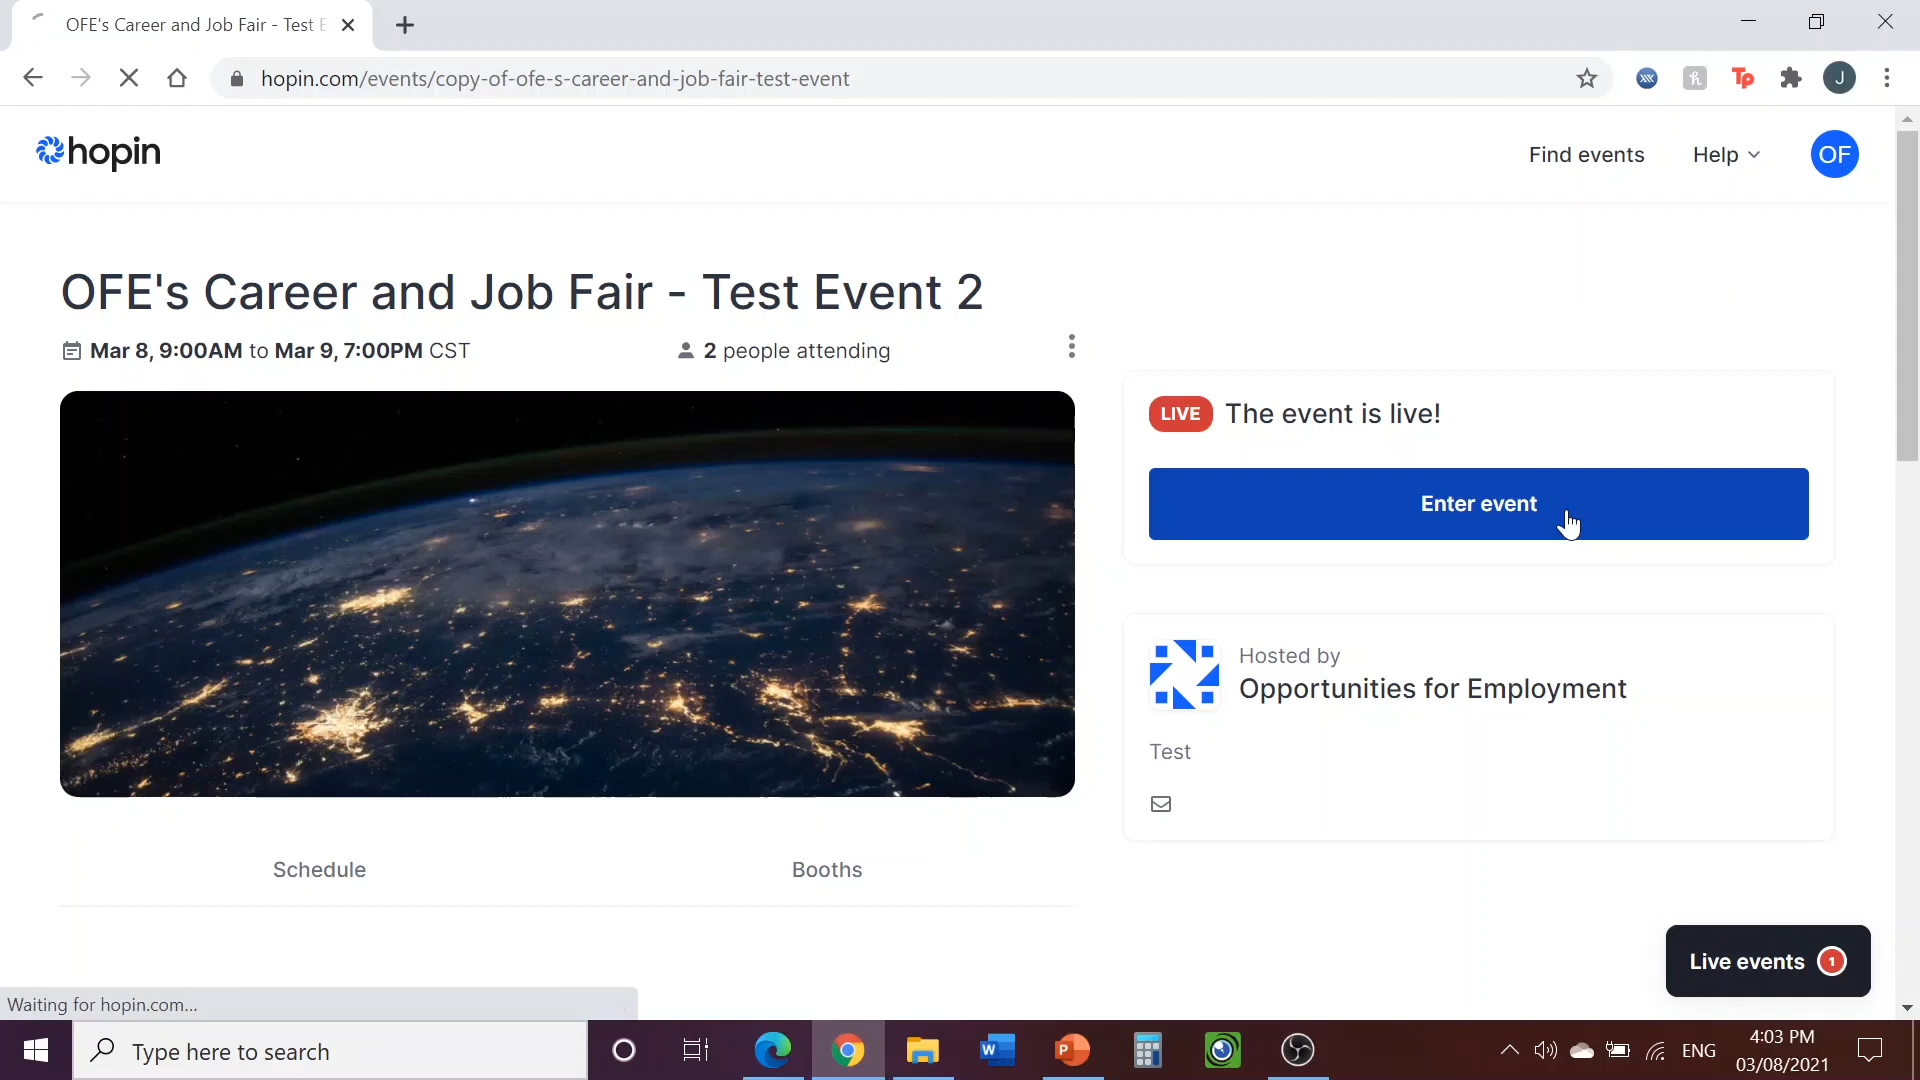 OFE's Career and Job Fair - Test E
hopin.com/events/copy-of-ofe-s-career-and-job-fair-test-event
Tp
J
hopin
Find events
Help
OF
OFE's Career and Job Fair - Test Event 2
Mar 8, 9:00AM to Mar 9, 7:00PM CST
2 people attending
LIVE The event is live!
Enter event
Hosted by
Opportunities for Employment
Test
Schedule
Booths
Live events 1
Waiting for hopin.com...
Type here to search
W
P
ENG
4:03 PM
03/08/2021